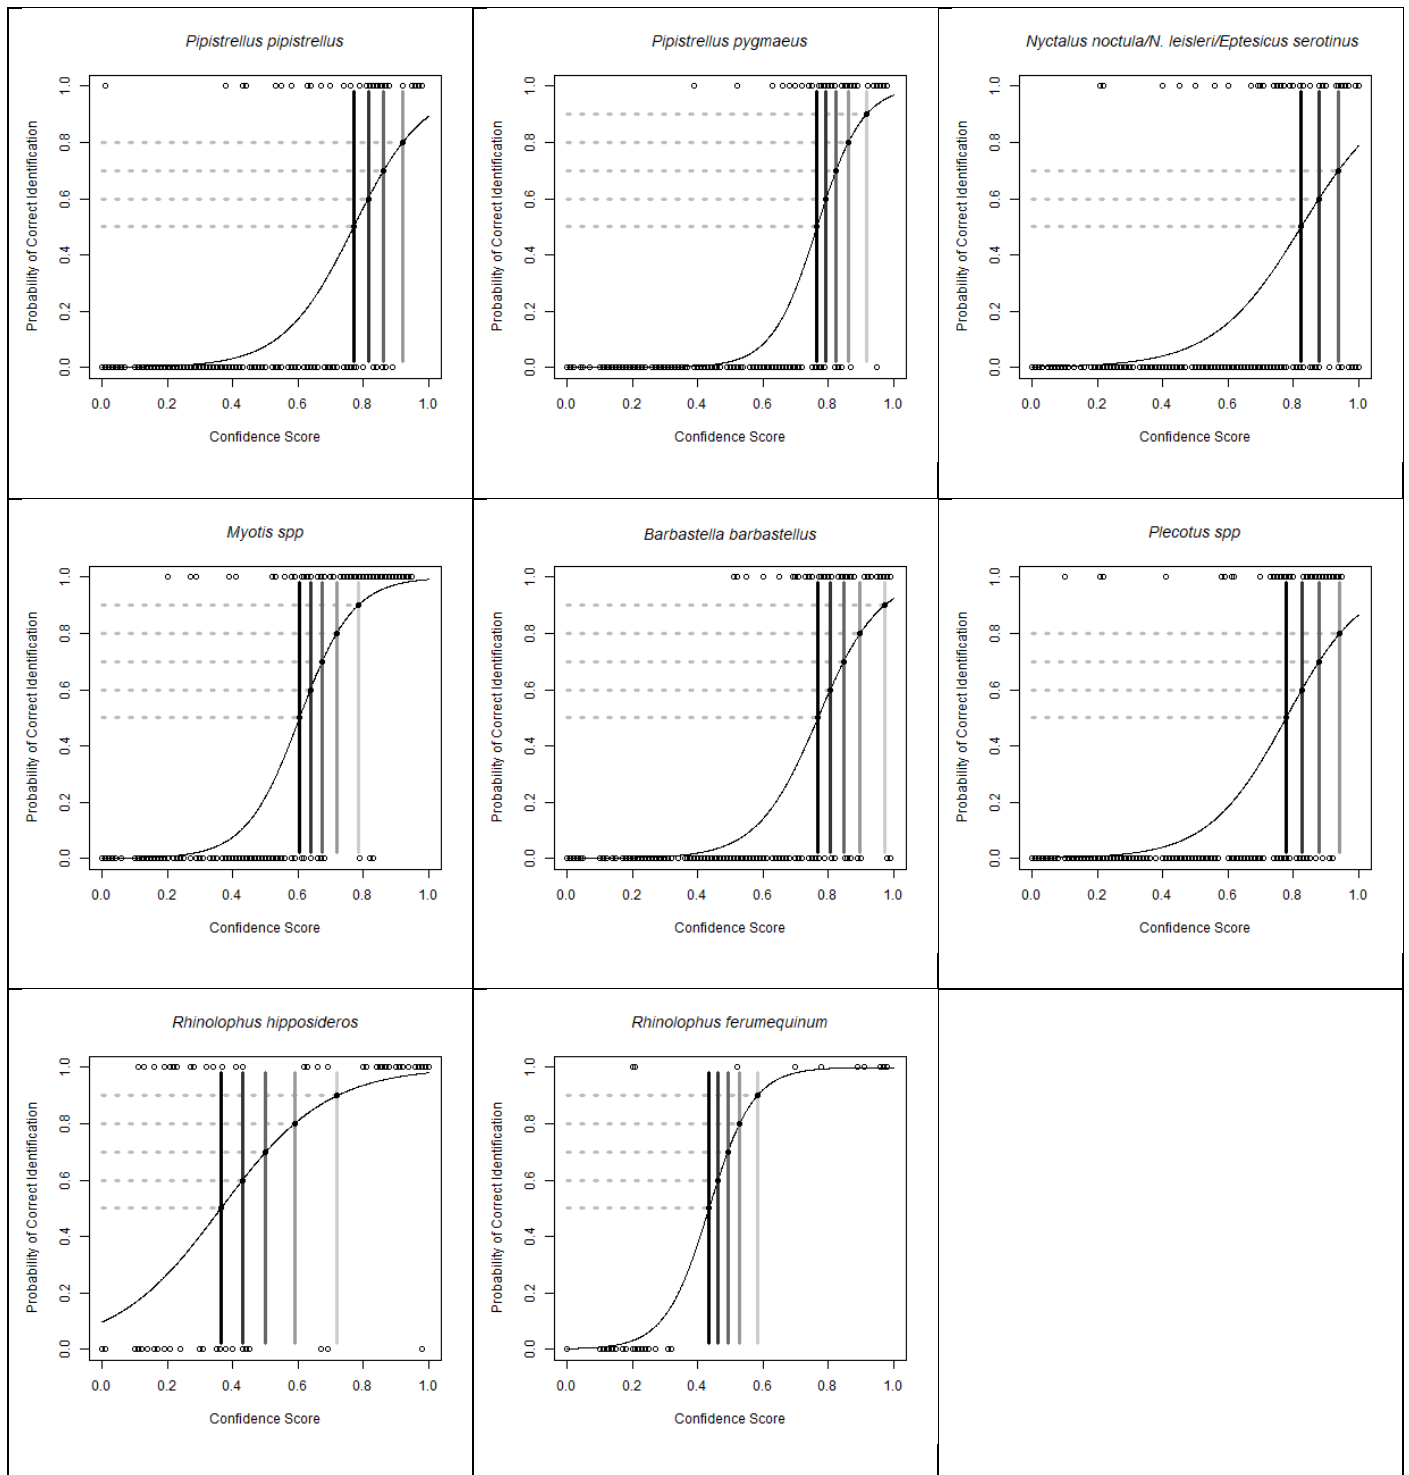 Pipistrellus pipistrellus
Probability of Correct Identification
0.0 0.2 0.4 0.6 0.8 1.0
0.0 0.2 0.4 0.6 0.8 1.0
Confidence Score
Pipistrellus pygmaeus
Probability of Correct Identification
0.0 0.2 0.4 0.6 0.8 1.0
0.0 0.2 0.4 0.6 0.8 1.0
Confidence Score
Nyctalus noctula/N. leisleri/Eptesicus serotinus
Probability of Correct Identification
0.0 0.2 0.4 0.6 0.8 1.0
0.0 0.2 0.4 0.6 0.8 1.0
Confidence Score
Myotis spp
Probability of Correct Identification
0.0 0.2 0.4 0.6 0.8 1.0
0.0 0.2 0.4 0.6 0.8 1.0
Confidence Score
Barbastella barbastellus
Probability of Correct Identification
0.0 0.2 0.4 0.6 0.8 1.0
0.0 0.2 0.4 0.6 0.8 1.0
Confidence Score
Plecotus spp
Probability of Correct Identification
0.0 0.2 0.4 0.6 0.8 1.0
0.0 0.2 0.4 0.6 0.8 1.0
Confidence Score
Rhinolophus hipposideros
Probability of Correct Identification
0.0 0.2 0.4 0.6 0.8 1.0
0.0 0.2 0.4 0.6 0.8 1.0
Confidence Score
Rhinolophus ferumequinum
Probability of Correct Identification
0.0 0.2 0.4 0.6 0.8 1.0
0.0 0.2 0.4 0.6 0.8 1.0
Confidence Score